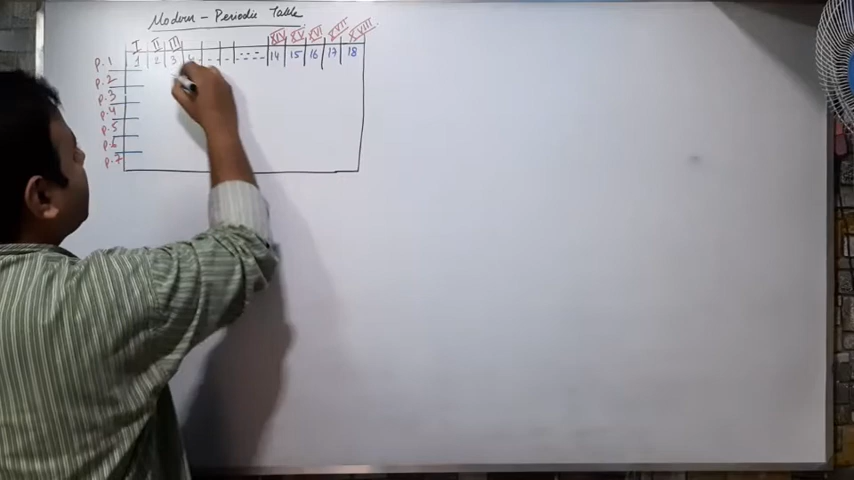 Modern - Periodic Table
I II III XIV XV XVI XVII XVIII
1 2 3 4 - - - - - - - 14 15 16 17 18
P.1
P.2
P.3
P.4
P.5
P.6
P.7